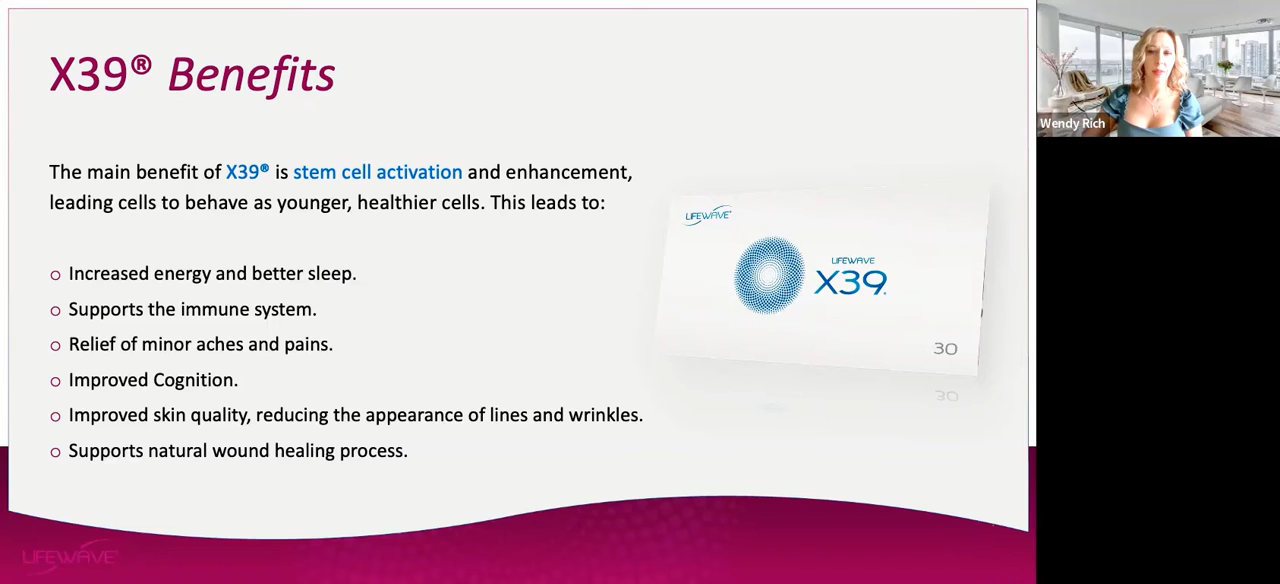 X39® Benefits
The main benefit of X39® is stem cell activation and enhancement,
leading cells to behave as younger, healthier cells. This leads to:
Increased energy and better sleep.
Supports the immune system.
Relief of minor aches and pains.
Improved Cognition.
Improved skin quality, reducing the appearance of lines and wrinkles.
Supports natural wound healing process.
LIFEWAVE
LIFEWAVE
X39®
30
30
LIFEWAVE
Wendy Rich